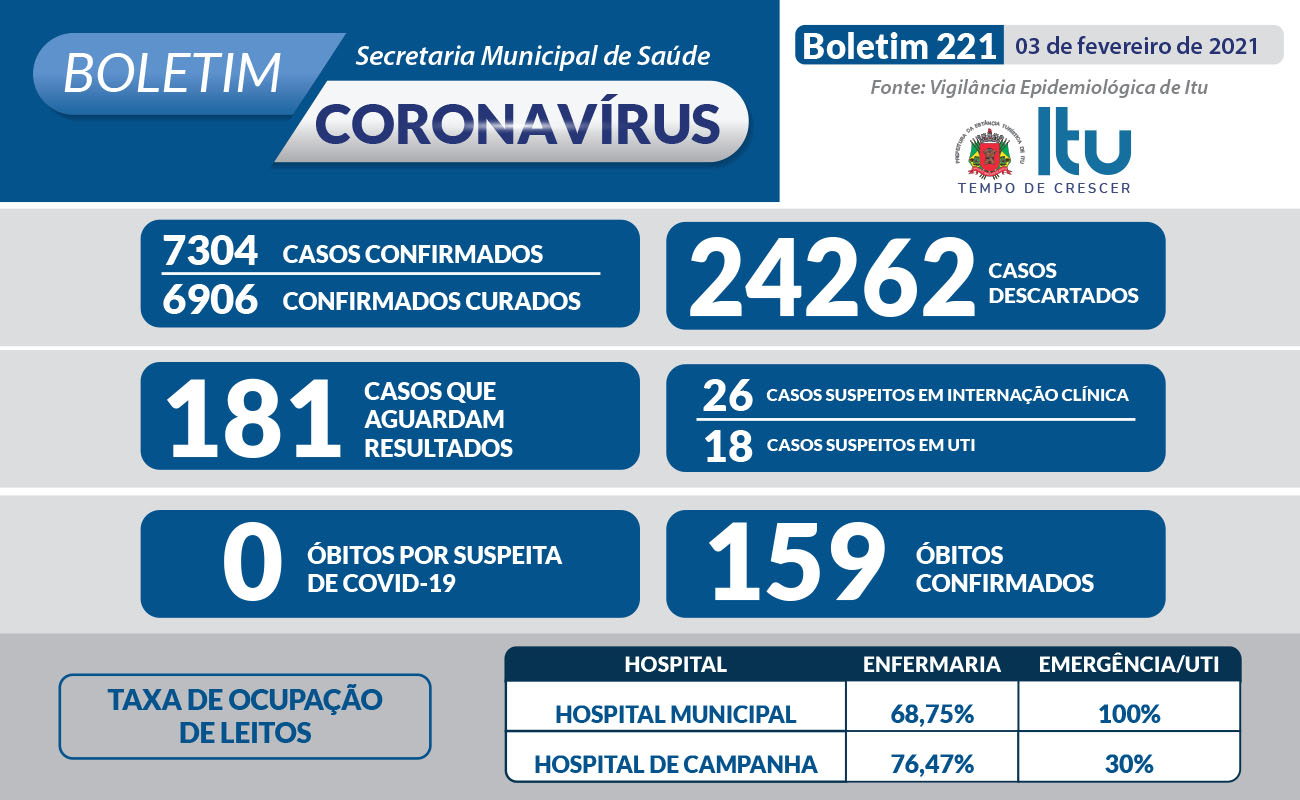 BOLETIM
Secretaria Municipal de Saúde
CORONAVÍRUS
Boletim 221 03 de fevereiro de 2021
Fonte: Vigilância Epidemiológica de Itu
PREFEITURA DA ESTÂNCIA TURÍSTICA DE ITU
Itu
TEMPO DE CRESCER
7304 CASOS CONFIRMADOS
6906 CONFIRMADOS CURADOS
24262 CASOS
DESCARTADOS
181 CASOS QUE
AGUARDAM
RESULTADOS
26 CASOS SUSPEITOS EM INTERNAÇÃO CLÍNICA
18 CASOS SUSPEITOS EM UTI
0 ÓBITOS POR SUSPEITA
DE COVID-19
159 ÓBITOS
CONFIRMADOS
TAXA DE OCUPAÇÃO
DE LEITOS
HOSPITAL ENFERMARIA EMERGÊNCIA/UTI
HOSPITAL MUNICIPAL 68,75% 100%
HOSPITAL DE CAMPANHA 76,47% 30%